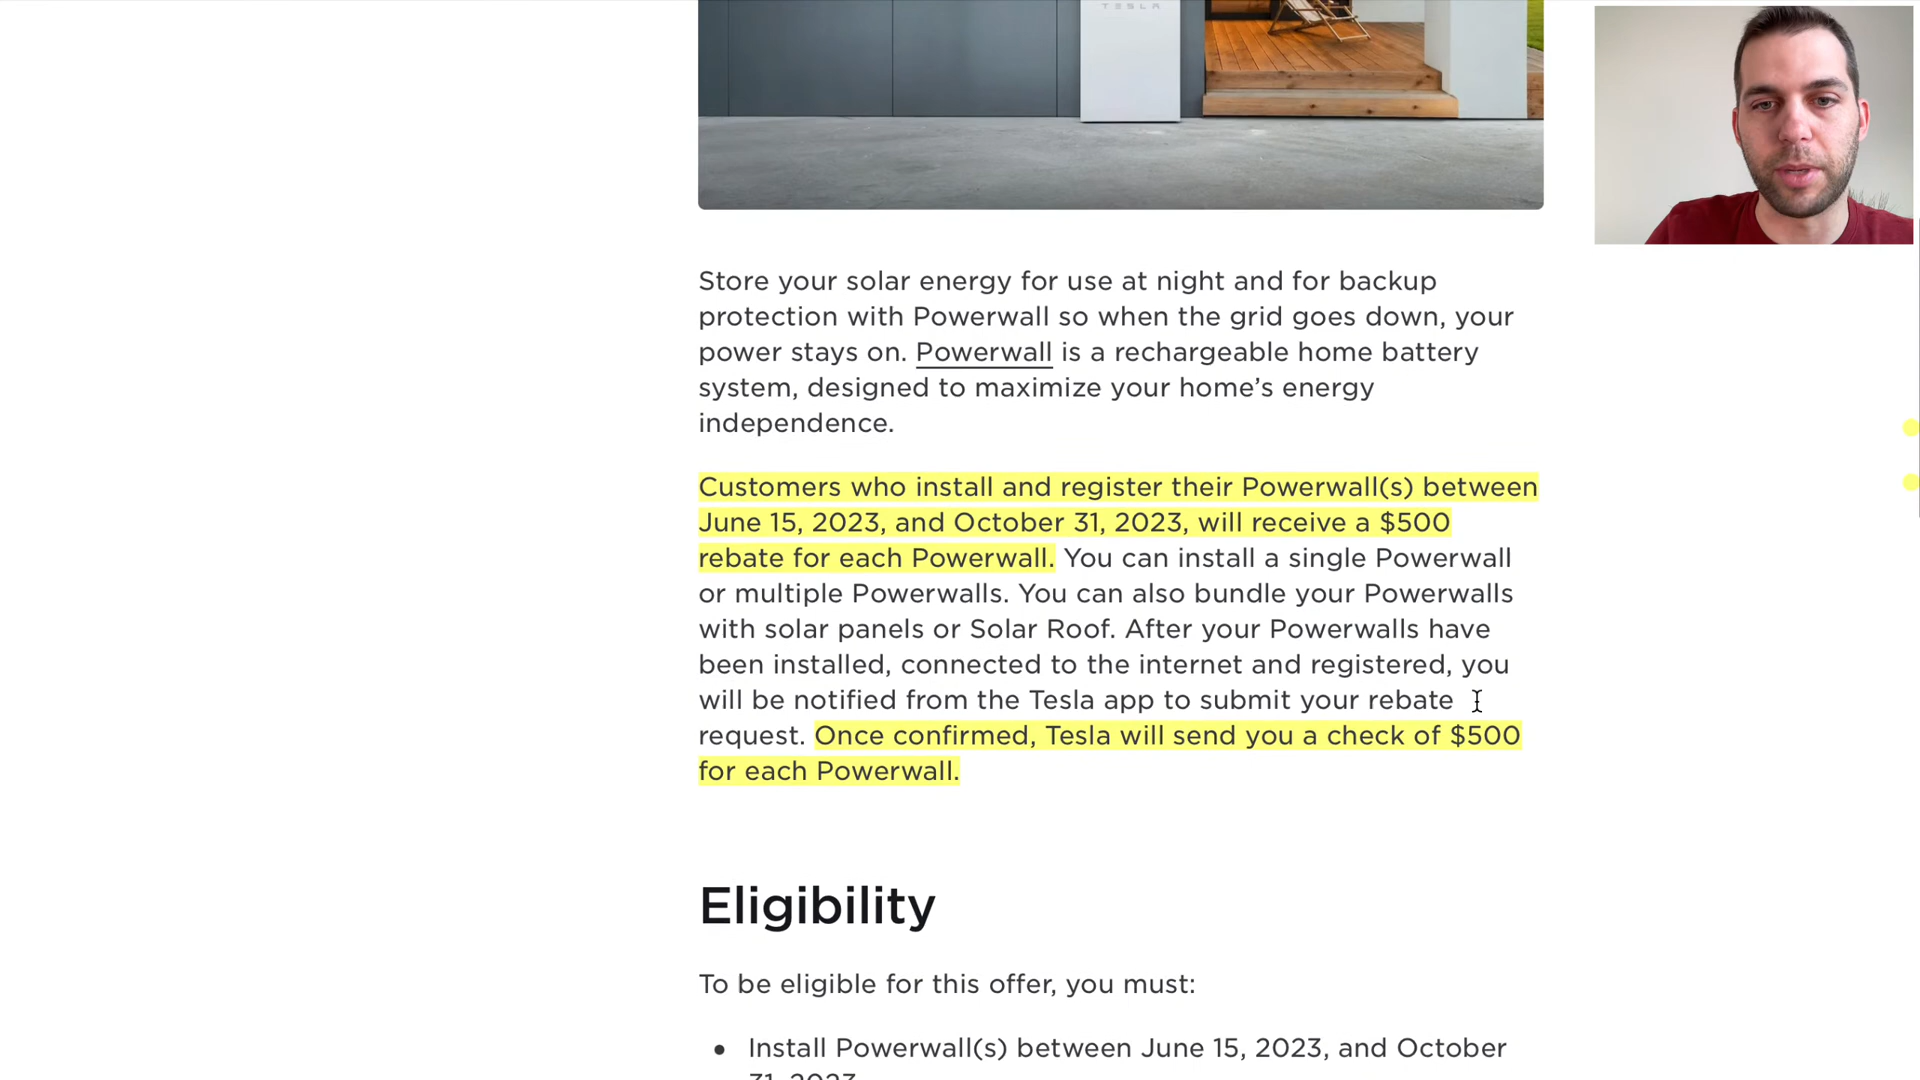 TESLA
Store your solar energy for use at night and for backup
protection with Powerwall so when the grid goes down, your
power stays on. Powerwall is a rechargeable home battery
system, designed to maximize your home’s energy
independence.
Customers who install and register their Powerwall(s) between
June 15, 2023, and October 31, 2023, will receive a $500
rebate for each Powerwall. You can install a single Powerwall
or multiple Powerwalls. You can also bundle your Powerwalls
with solar panels or Solar Roof. After your Powerwalls have
been installed, connected to the internet and registered, you
will be notified from the Tesla app to submit your rebate
request. Once confirmed, Tesla will send you a check of $500
for each Powerwall.
Eligibility
To be eligible for this offer, you must:
• Install Powerwall(s) between June 15, 2023, and October
31, 2023